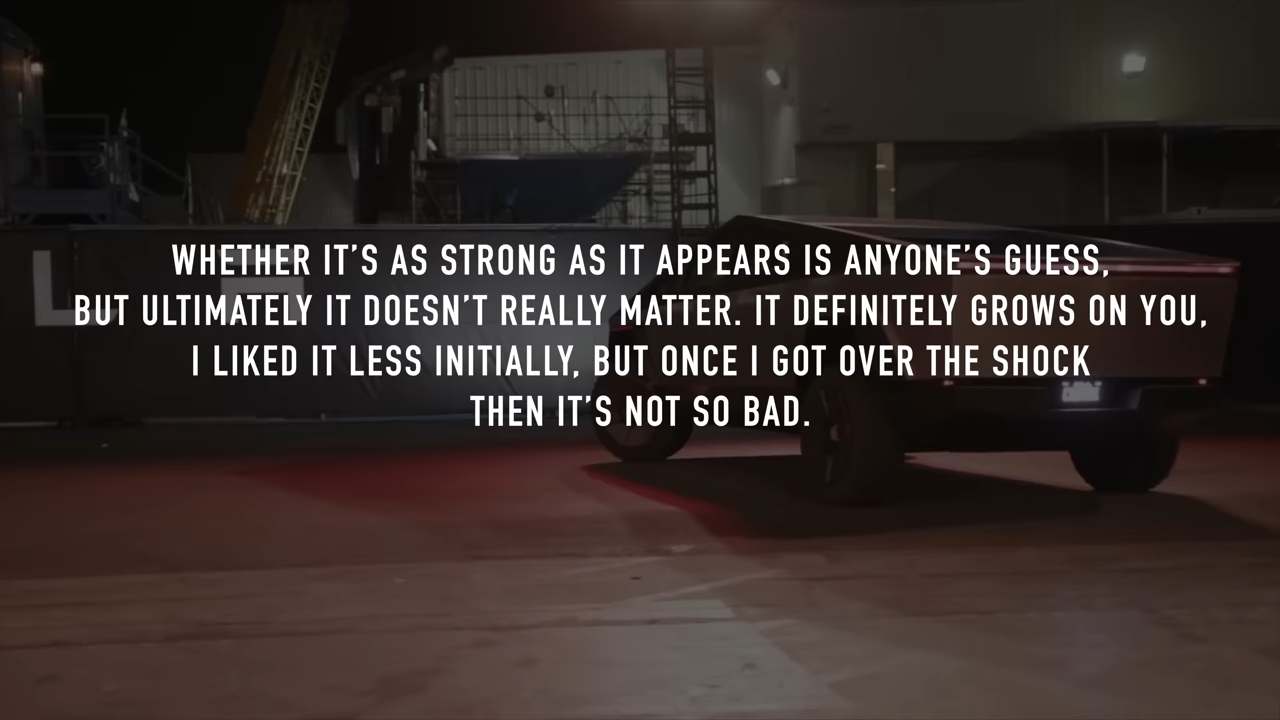 WHETHER IT’S AS STRONG AS IT APPEARS IS ANYONE’S GUESS,
BUT ULTIMATELY IT DOESN’T REALLY MATTER. IT DEFINITELY GROWS ON YOU,
I LIKED IT LESS INITIALLY, BUT ONCE I GOT OVER THE SHOCK
THEN IT’S NOT SO BAD.